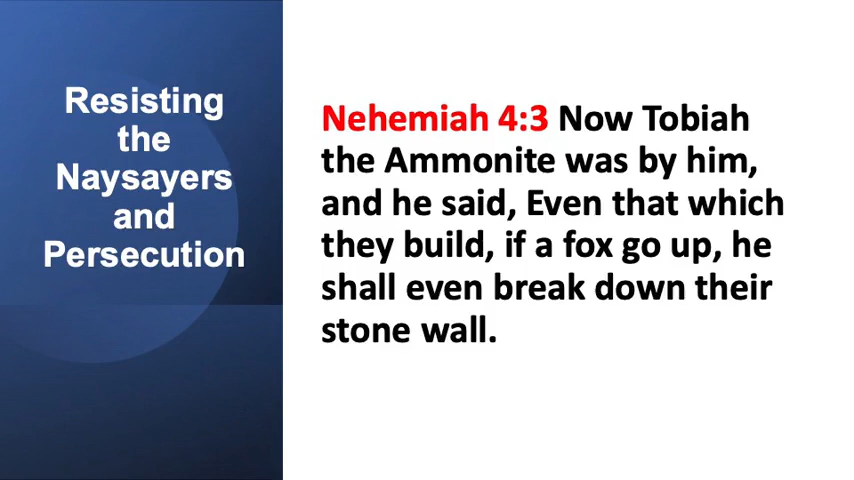 Resisting
the
Naysayers
and
Persecution
Nehemiah 4:3 Now Tobiah
the Ammonite was by him,
and he said, Even that which
they build, if a fox go up, he
shall even break down their
stone wall.